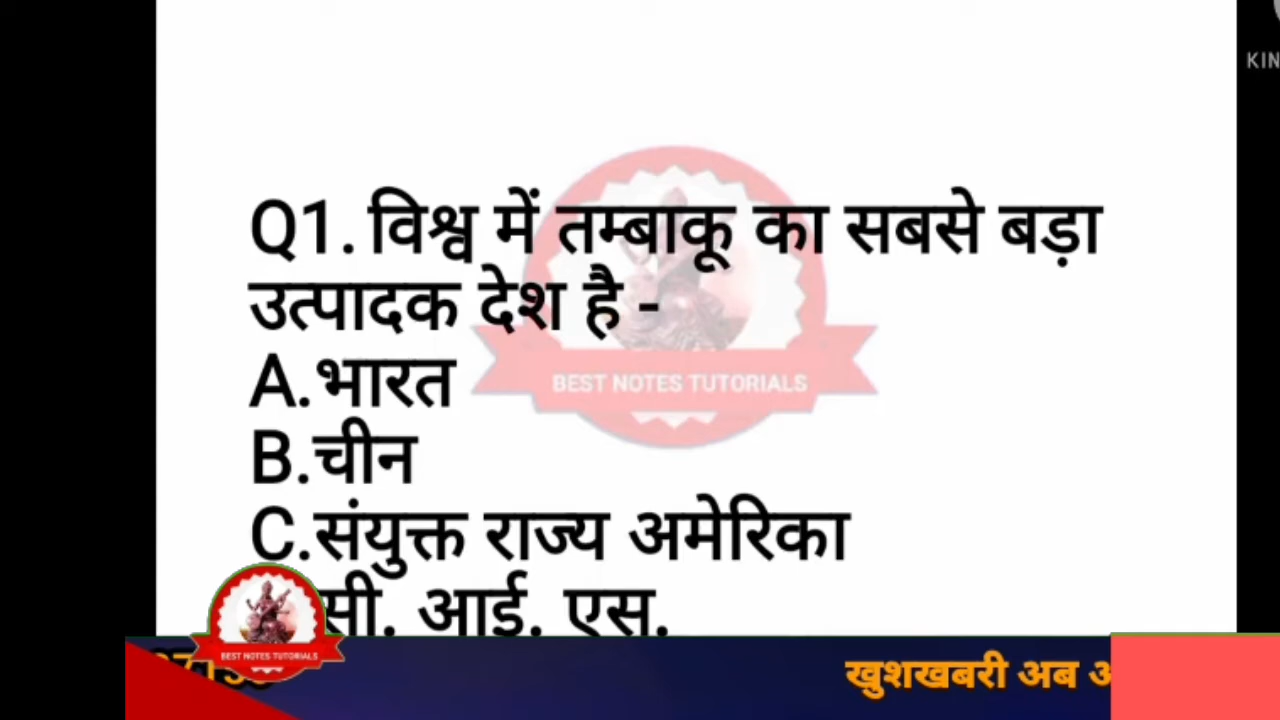 KIN
Q1. विश्व में तम्बाकू का सबसे बड़ा
उत्पादक देश है -
A.भारत
BEST NOTES TUTORIALS
B.चीन
C.संयुक्त राज्य अमेरिका
सी. आई. एस.
BEST NOTES TUTORIALS
खुशखबरी अब